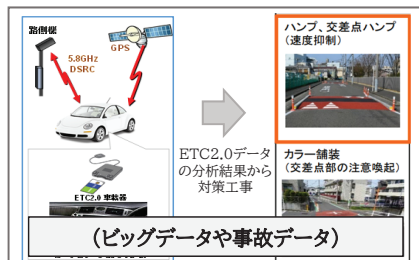 路側機
GPS
5.8GHz
DSRC
ETC2.0 車載器
ETC2.0データ
の分析結果から
対策工事
ハンプ、交差点ハンプ
(速度抑制)
カラー舗装
(交差点部の注意喚起)
(ビッグデータや事故データ)